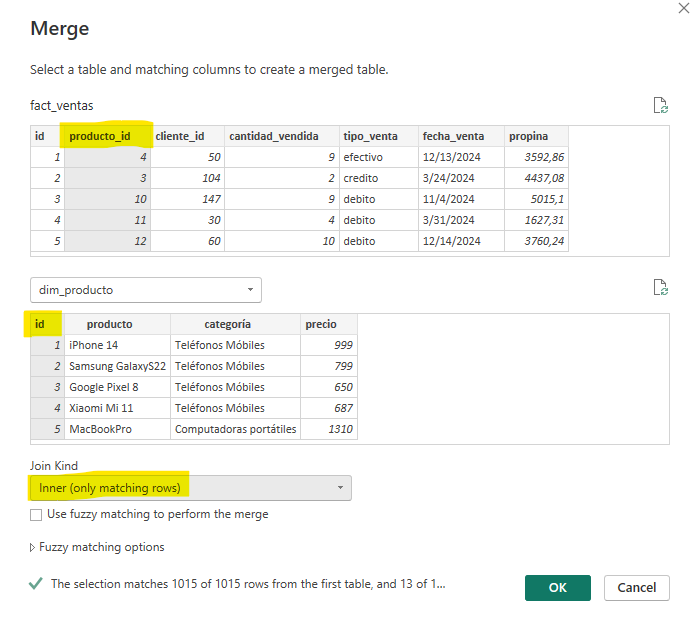 Merge
Select a table and matching columns to create a merged table.
fact_ventas
id producto_id cliente_id cantidad_vendida tipo_venta fecha_venta propina
1 4 50 9 efectivo 12/13/2024 3592,86
2 3 104 2 credito 3/24/2024 4437,08
3 10 147 9 debito 11/4/2024 5015,1
4 11 30 4 debito 3/31/2024 1627,31
5 12 60 10 debito 12/14/2024 3760,24
dim_producto
id producto categoría precio
1 iPhone 14 Teléfonos Móbiles 999
2 Samsung GalaxyS22 Teléfonos Móbiles 799
3 Google Pixel 8 Teléfonos Móbiles 650
4 Xiaomi Mi 11 Teléfonos Móbiles 687
5 MacBookPro Computadoras portátiles 1310
Join Kind
Inner (only matching rows)
Use fuzzy matching to perform the merge
Fuzzy matching options
The selection matches 1015 of 1015 rows from the first table, and 13 of 1...
OK Cancel